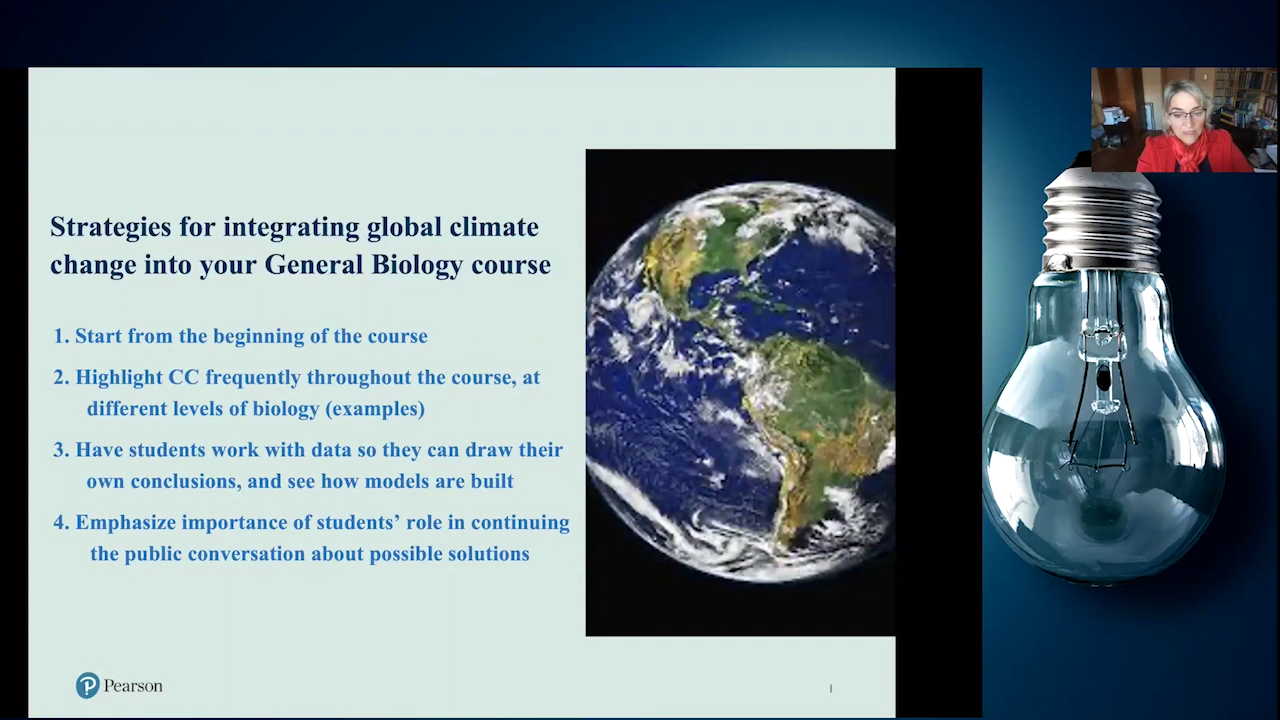 Strategies for integrating global climate
change into your General Biology course
1. Start from the beginning of the course
2. Highlight CC frequently throughout the course, at
different levels of biology (examples)
3. Have students work with data so they can draw their
own conclusions, and see how models are built
4. Emphasize importance of students’ role in continuing
the public conversation about possible solutions
Pearson